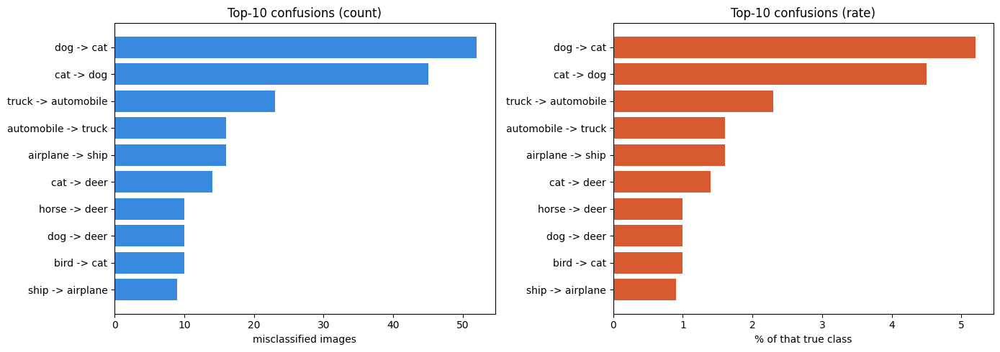 Top-10 confusions (count)
dog -> cat
cat -> dog
truck -> automobile
automobile -> truck
airplane -> ship
cat -> deer
horse -> deer
dog -> deer
bird -> cat
ship -> airplane
0 10 20 30 40 50
misclassified images
Top-10 confusions (rate)
dog -> cat
cat -> dog
truck -> automobile
automobile -> truck
airplane -> ship
cat -> deer
horse -> deer
dog -> deer
bird -> cat
ship -> airplane
0 1 2 3 4 5
% of that true class